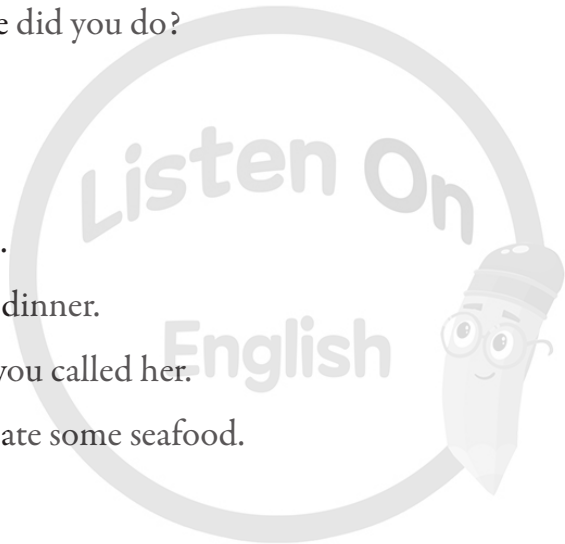 e did you do?
Listen On
.
dinner.
English
you called her.
ate some seafood.